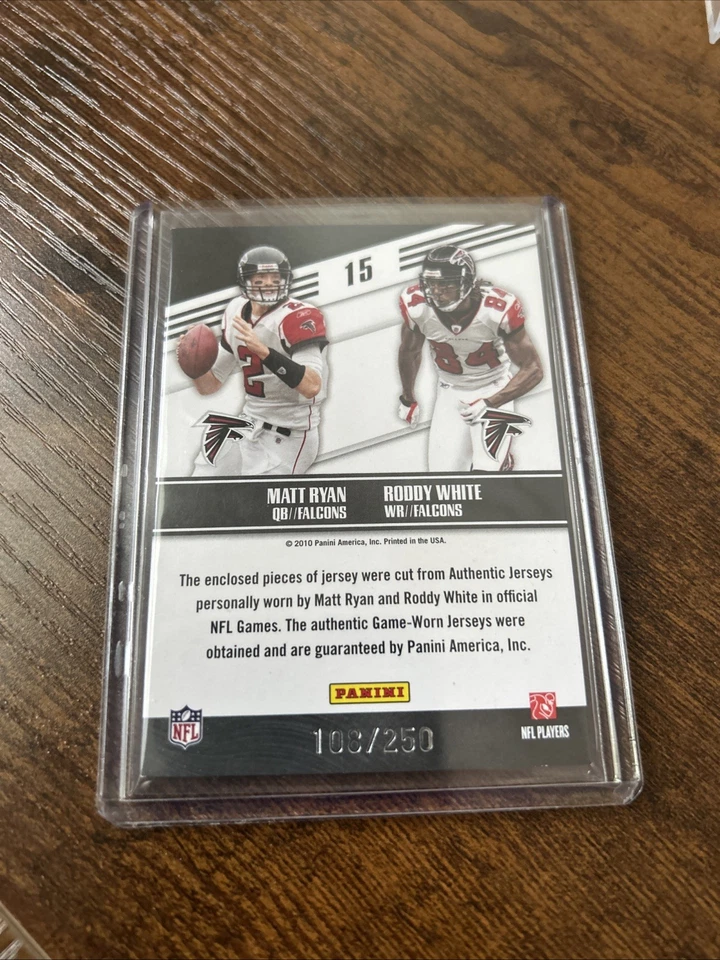 15
2
84
84
MATT RYAN
QB//FALCONS
RODDY WHITE
WR//FALCONS
© 2010 Panini America, Inc. Printed in the USA.
The enclosed pieces of jersey were cut from Authentic Jerseys
personally worn by Matt Ryan and Roddy White in official
NFL Games. The authentic Game-Worn Jerseys were
obtained and are guaranteed by Panini America, Inc.
PANINI
NFL
NFL PLAYERS
108/250